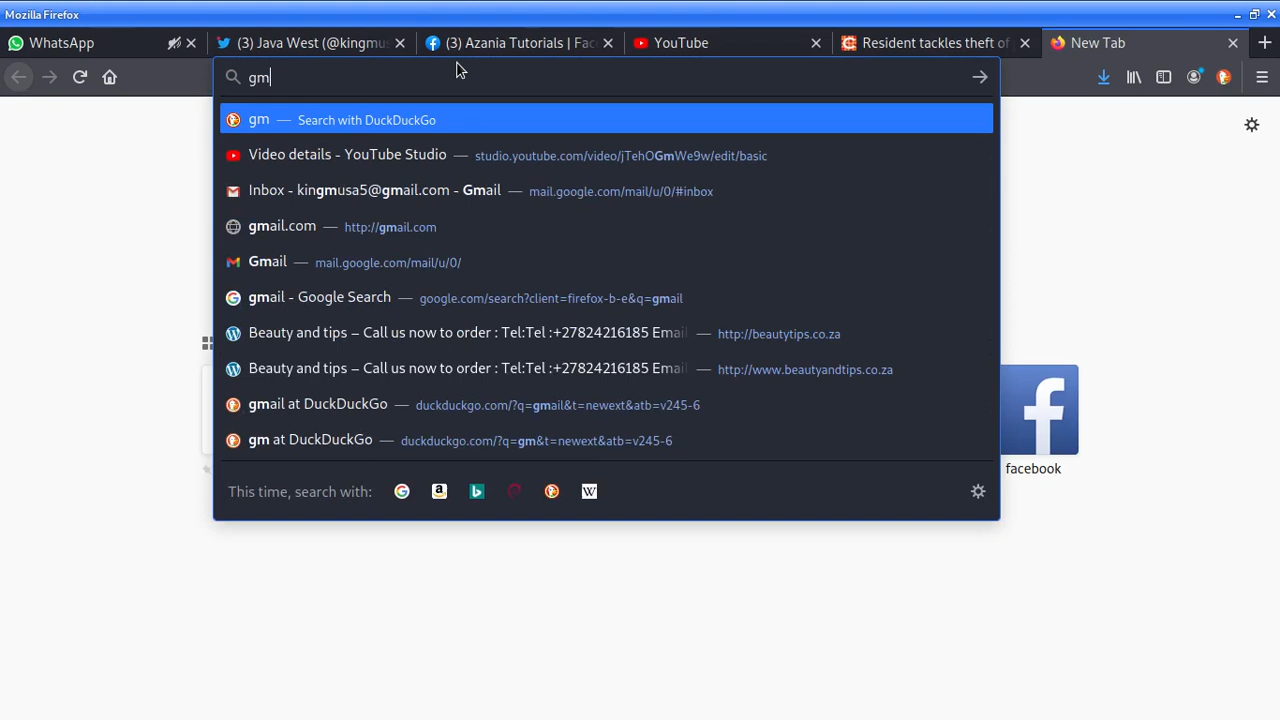 Mozilla Firefox
WhatsApp
(3) Java West (@kingmus
(3) Azania Tutorials | Face
YouTube
Resident tackles theft of
New Tab
gm
gm — Search with DuckDuckGo
Video details - YouTube Studio — studio.youtube.com/video/jTehOGmWe9w/edit/basic
Inbox - kingmusa5@gmail.com - Gmail — mail.google.com/mail/u/0/#inbox
gmail.com — http://gmail.com
Gmail — mail.google.com/mail/u/0/
gmail - Google Search — google.com/search?client=firefox-b-e&q=gmail
Beauty and tips – Call us now to order : Tel:Tel :+27824216185 Email — http://beautytips.co.za
Beauty and tips – Call us now to order : Tel:Tel :+27824216185 Email — http://www.beautyandtips.co.za
gmail at DuckDuckGo — duckduckgo.com/?q=gmail&t=newext&atb=v245-6
gm at DuckDuckGo — duckduckgo.com/?q=gm&t=newext&atb=v245-6
facebook
This time, search with: